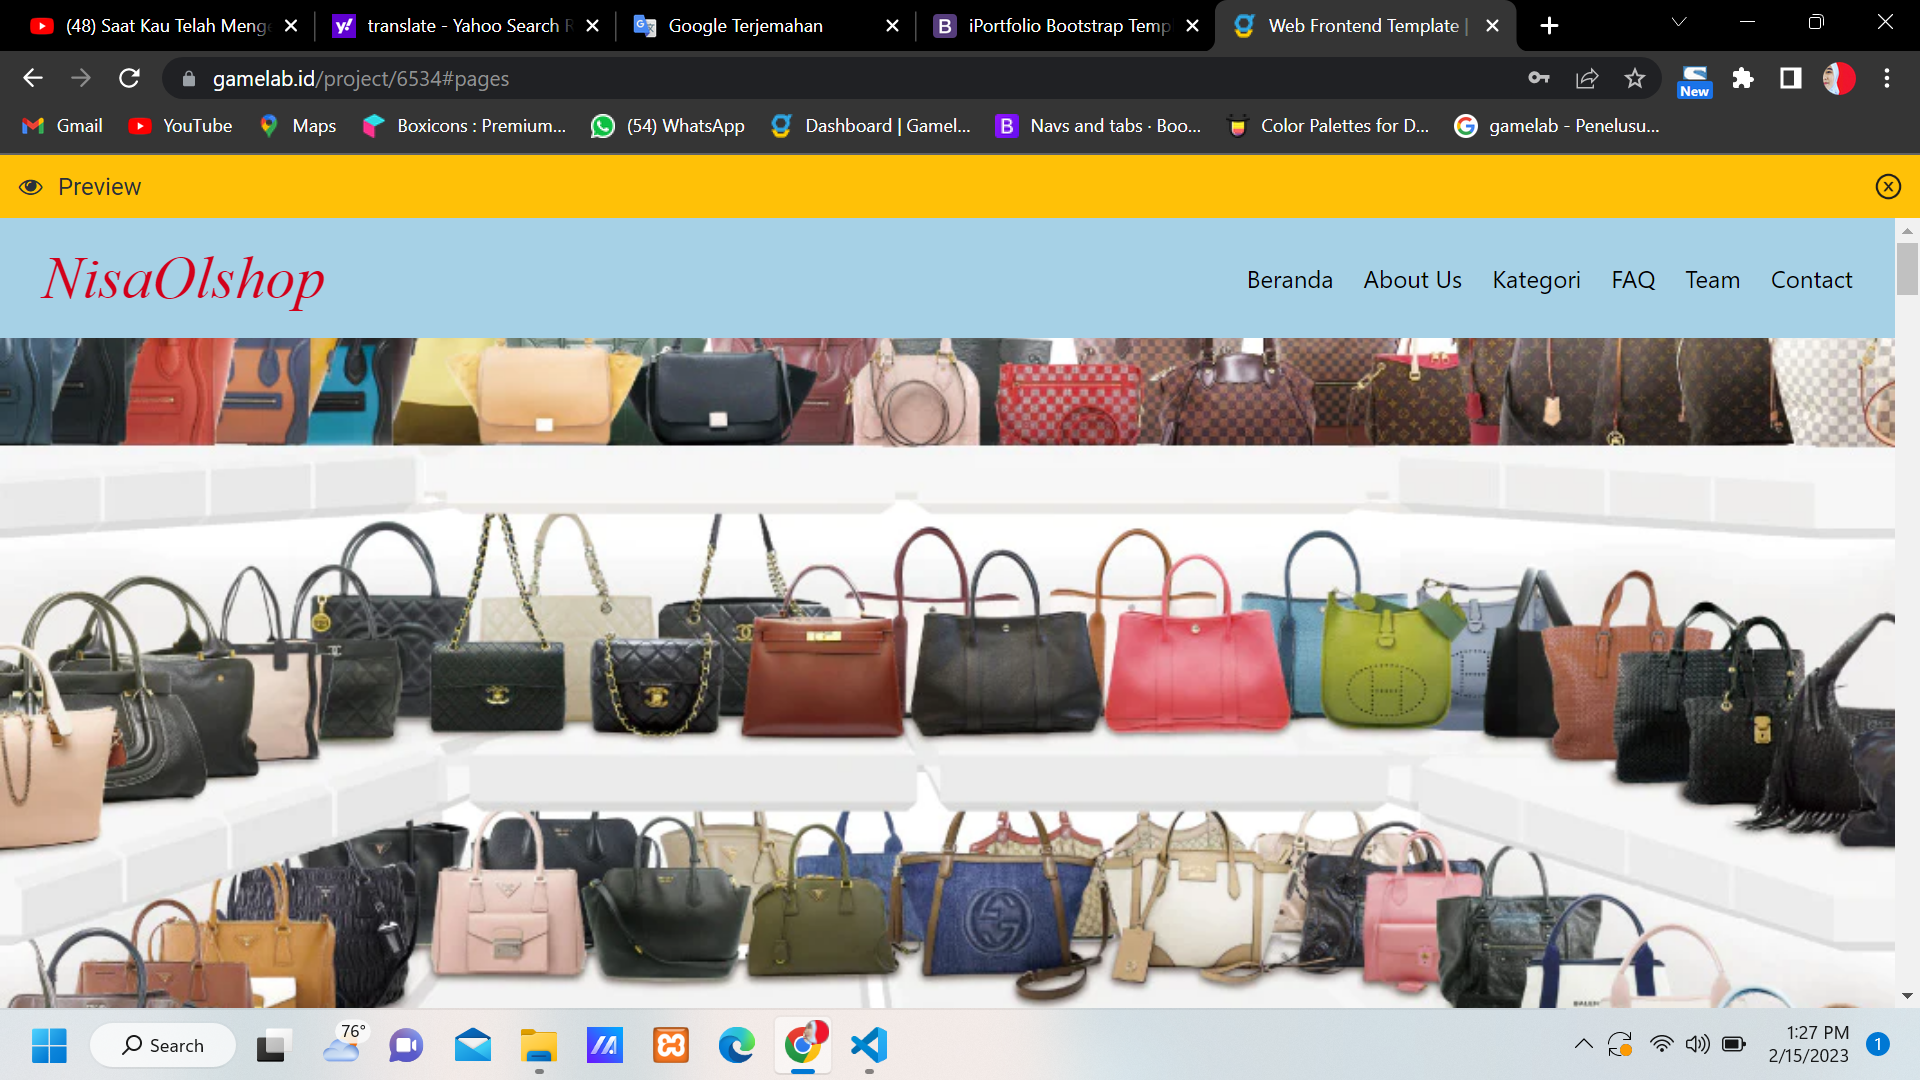 (48) Saat Kau Telah Menge
translate - Yahoo Search R
Google Terjemahan
iPortfolio Bootstrap Temp
Web Frontend Template |
gamelab.id/project/6534#pages
New
Gmail
YouTube
Maps
Boxicons : Premium...
(54) WhatsApp
Dashboard | Gamel...
Navs and tabs · Boo...
Color Palettes for D...
gamelab - Penelusu...
Preview
NisaOlshop
Beranda
About Us
Kategori
FAQ
Team
Contact
Search
76°
1:27 PM
2/15/2023
1